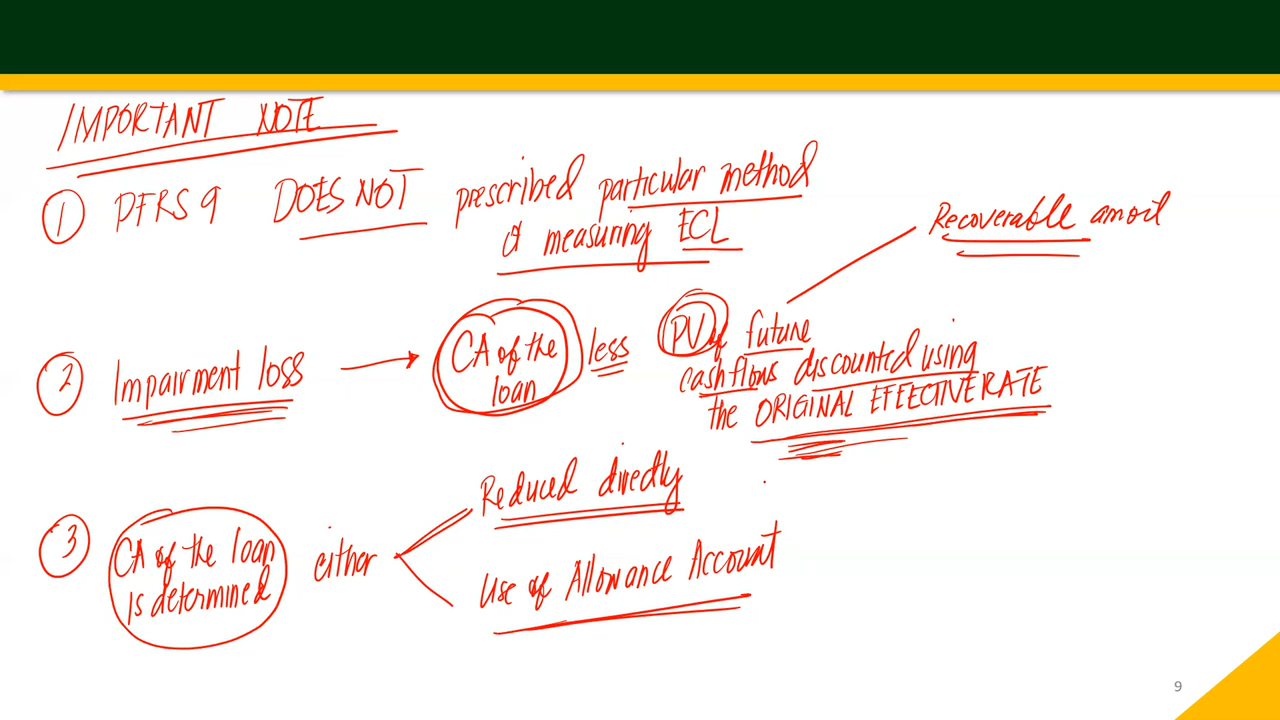 IMPORTANT NOTE
1 PFRS 9 DOES NOT prescribed particular method
of measuring ECL
Recoverable amount
2 Impairment loss → CA of the loan less PV of future
cash flows discounted using
the ORIGINAL EFFECTIVE RATE
3 CA of the loan is determined either
Reduced directly
Use of Allowance Account
9